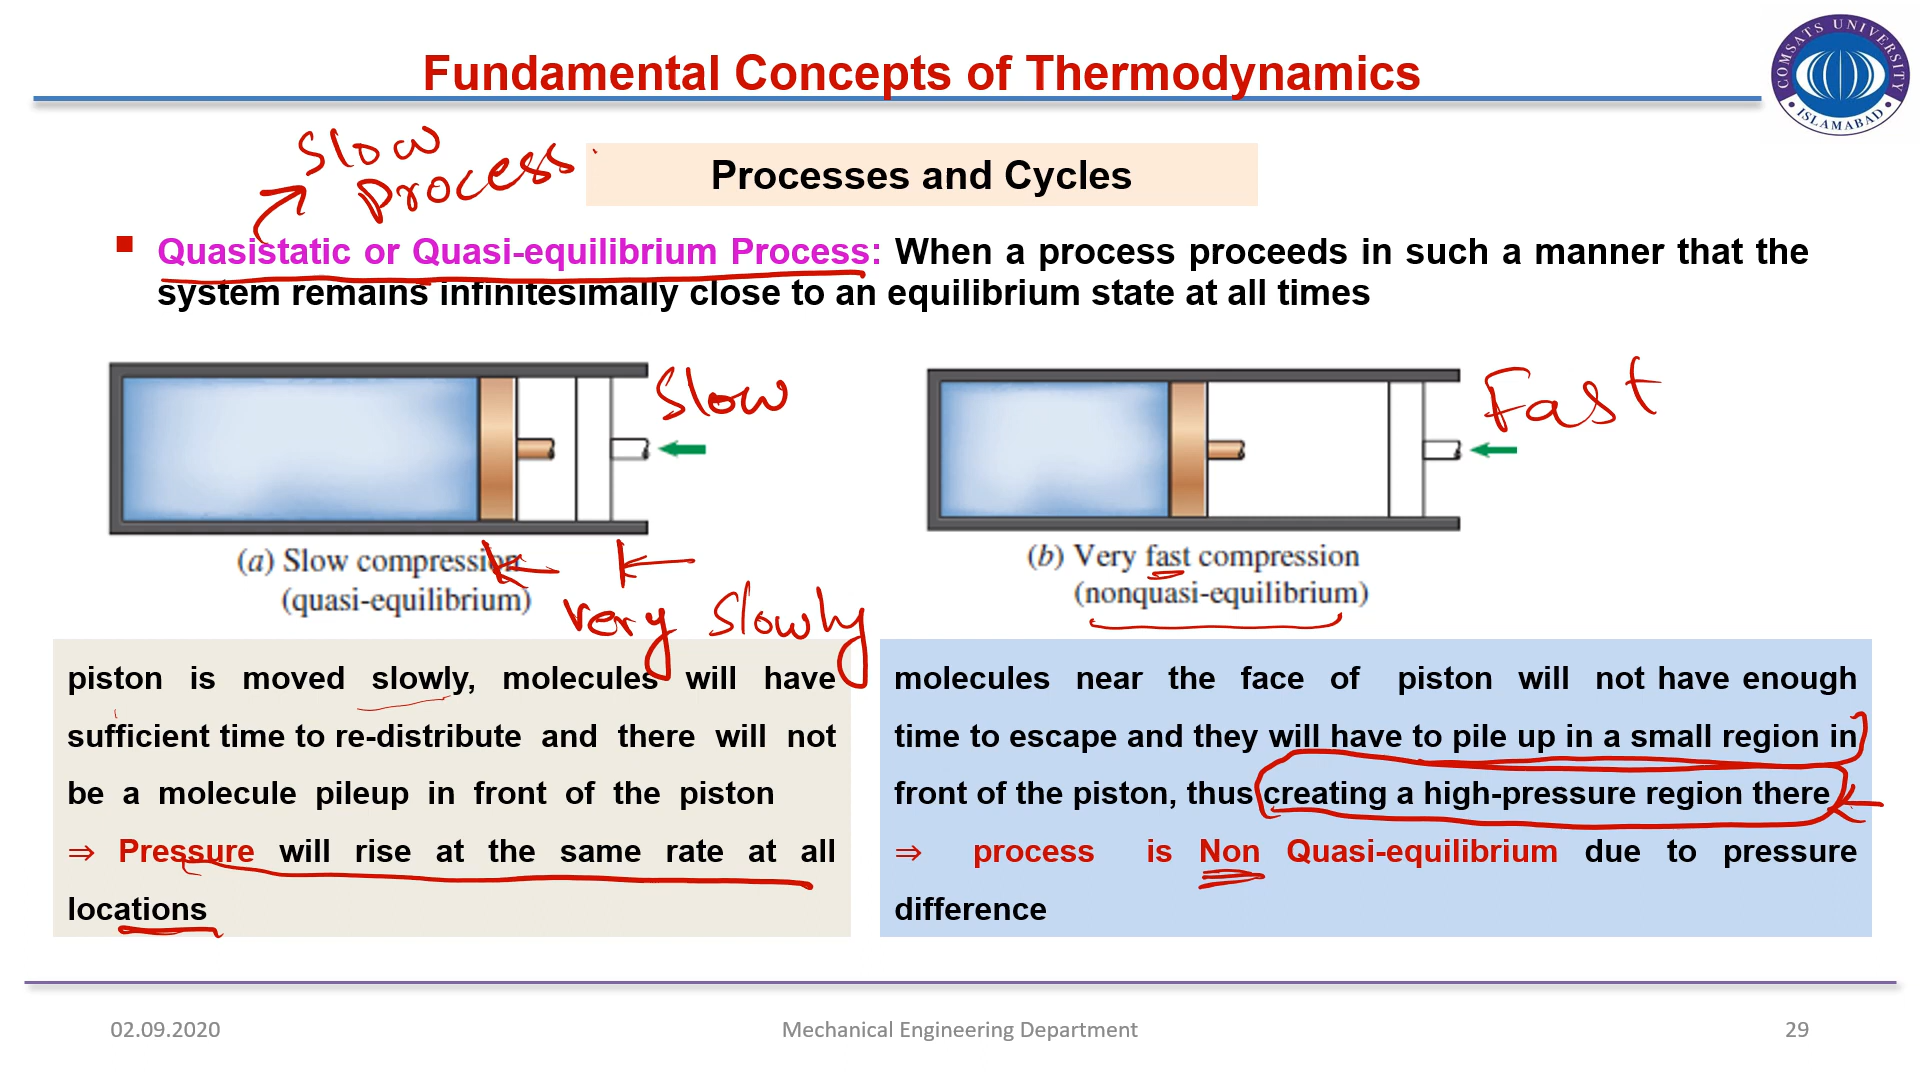 Fundamental Concepts of Thermodynamics
COMSATS UNIVERSITY
ISLAMABAD
Slow
Process
Processes and Cycles
Quasistatic or Quasi-equilibrium Process: When a process proceeds in such a manner that the
system remains infinitesimally close to an equilibrium state at all times
Slow
Fast
(a) Slow compression
(quasi-equilibrium)
very slowly
(b) Very fast compression
(nonquasi-equilibrium)
piston is moved slowly, molecules will have
sufficient time to re-distribute and there will not
be a molecule pileup in front of the piston
⇒ Pressure will rise at the same rate at all
locations
molecules near the face of piston will not have enough
time to escape and they will have to pile up in a small region in
front of the piston, thus creating a high-pressure region there
⇒ process is Non Quasi-equilibrium due to pressure
difference
02.09.2020
Mechanical Engineering Department
29